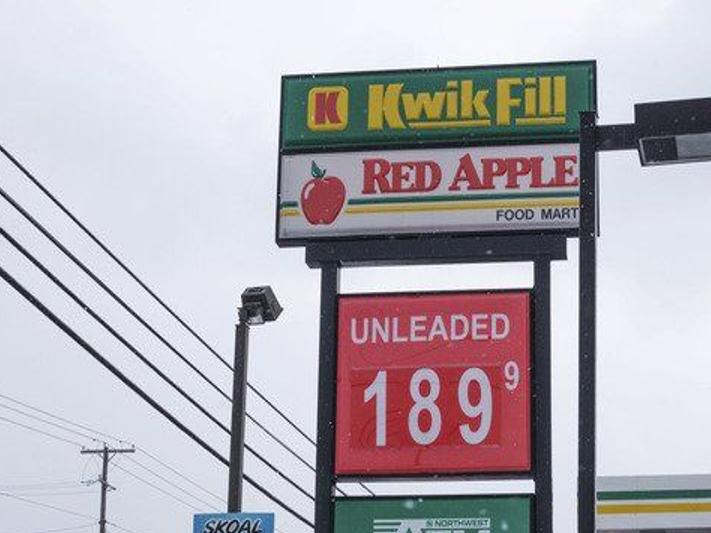 K Kwik Fill
RED APPLE
FOOD MART
UNLEADED
189 9
SKOAL
NORTHWEST